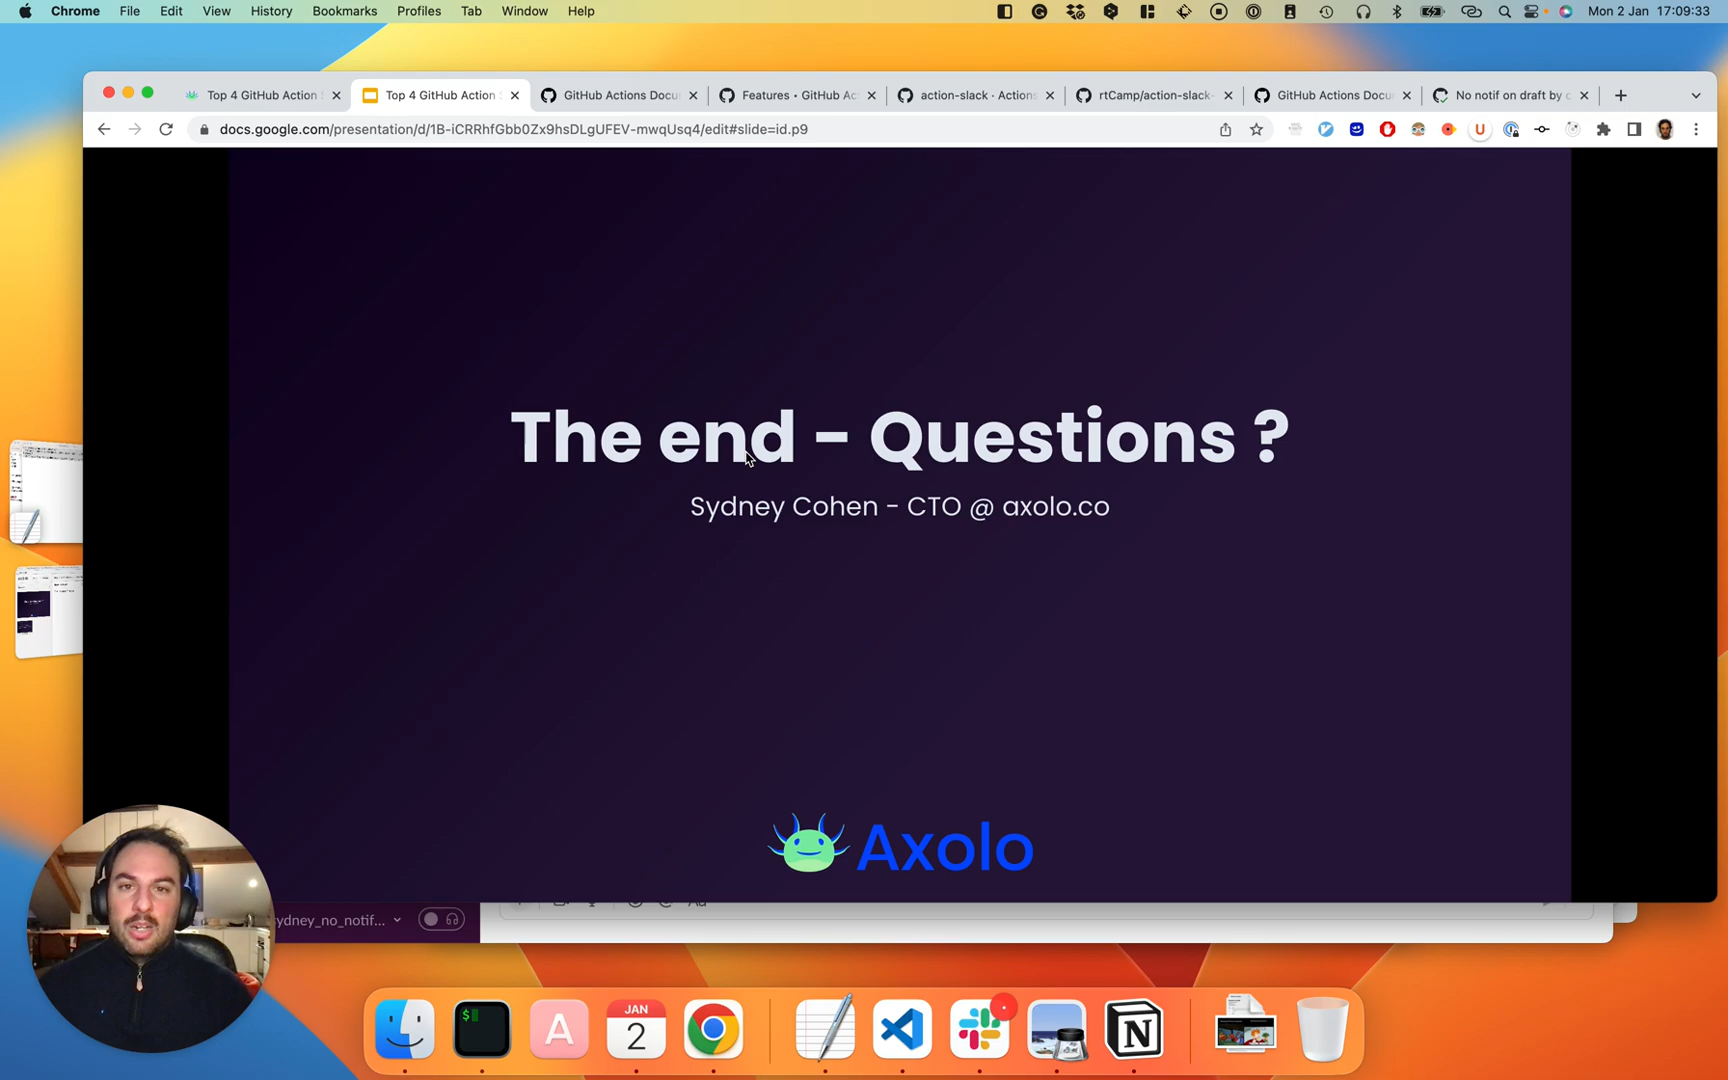 Chrome File Edit View History Bookmarks Profiles Tab Window Help Mon 2 Jan 17:09:33
Top 4 GitHub Action Top 4 GitHub Action GitHub Actions Docu GitHub Features • GitHub Ac action-slack · Actions rtCamp/action-slack- GitHub Actions Docu No notif on draft by
docs.google.com/presentation/d/1B-iCRRhfGbb0Zx9hsDLgUFEV-mwqUsq4/edit#slide=id.p9
The end - Questions ?
Sydney Cohen - CTO @ axolo.co
Axolo
ydney_no_notif...
Aa
$
A
JAN
2
N